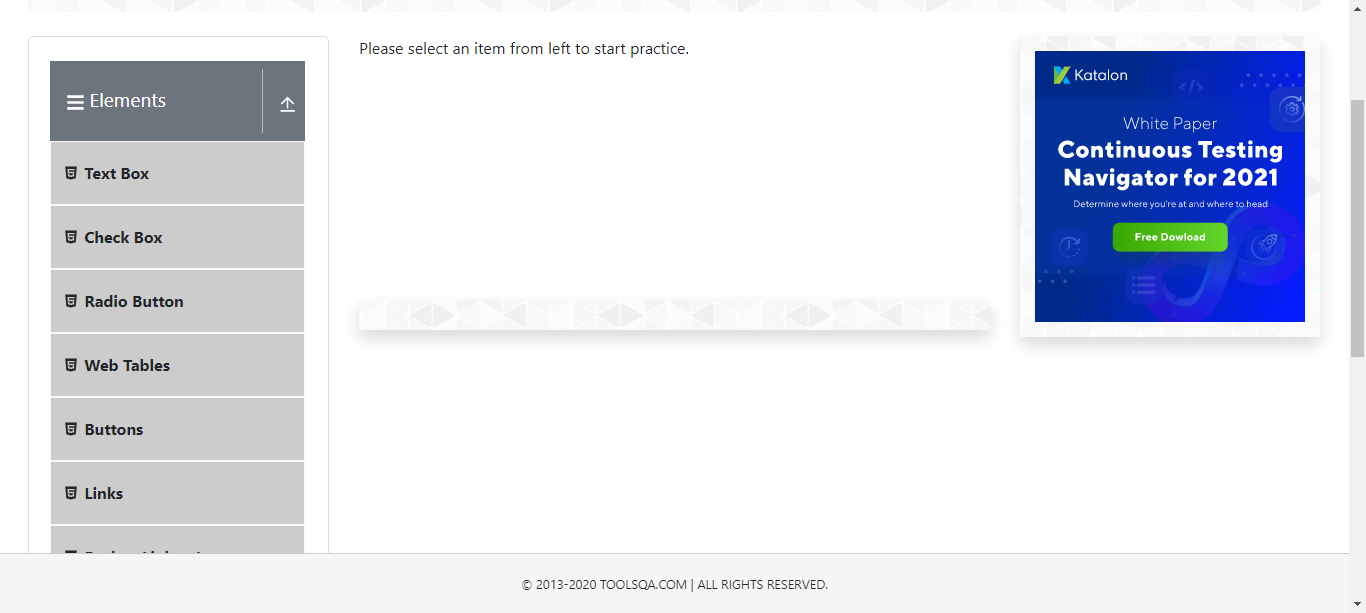 Elements
Text Box
Check Box
Radio Button
Web Tables
Buttons
Links
Please select an item from left to start practice.
Katalon
White Paper
Continuous Testing
Navigator for 2021
Determine where you're at and where to head
Free Dowload
© 2013-2020 TOOLSQA.COM | ALL RIGHTS RESERVED.